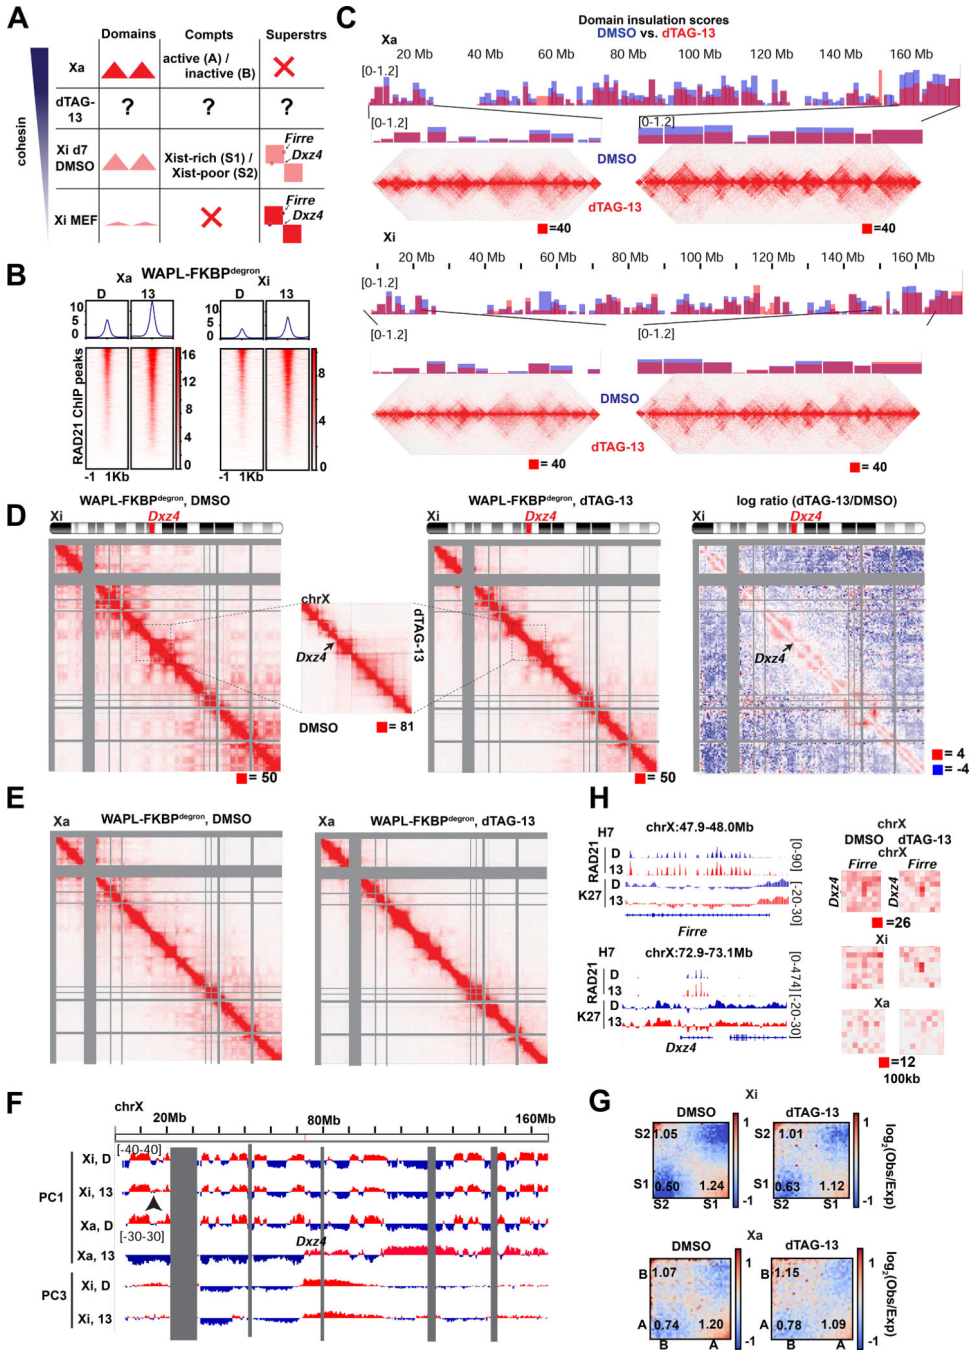 A
Domains Compts Superstrs
cohesin
Xa
active (A) /
inactive (B)
dTAG-
13
? ? ?
Xi d7
DMSO
Xist-rich (S1) /
Xist-poor (S2)
Firre
Dxz4
Xi MEF
Firre
Dxz4
B
WAPL-FKBPdegron
Xa Xi
D 13 D 13
10
5
0
10
5
0
RAD21 ChIP peaks
16
12
8
4
0
8
4
0
-1 1Kb -1 1Kb
C
Domain insulation scores
DMSO vs. dTAG-13
Xa
20 Mb 40 Mb 60 Mb 80 Mb 100 Mb 120 Mb 140 Mb 160 Mb
[0-1.2]
[0-1.2]
[0-1.2]
DMSO
dTAG-13
=40 =40
Xi
20 Mb 40 Mb 60 Mb 80 Mb 100 Mb 120 Mb 140 Mb 160 Mb
[0-1.2]
[0-1.2]
[0-1.2]
DMSO
dTAG-13
= 40 = 40
D
WAPL-FKBPdegron, DMSO
Xi
Dxz4
chrX
Dxz4
dTAG-13
DMSO
= 81
= 50
WAPL-FKBPdegron, dTAG-13
Xi
Dxz4
= 50
log ratio (dTAG-13/DMSO)
Xi
Dxz4
Dxz4
= 4
= -4
E
Xa
WAPL-FKBPdegron, DMSO
Xa
WAPL-FKBPdegron, dTAG-13
H
H7
chrX:47.9-48.0Mb
RAD21
D
13
K27
D
13
[0-90]
[-20-30]
Firre
H7
chrX:72.9-73.1Mb
RAD21
D
13
K27
D
13
[0-474]
[-20-30]
Dxz4
chrX
DMSO dTAG-13
chrX
Firre Firre
Dxz4 Dxz4
=26
Xi
Xa
=12
100kb
F
chrX
20Mb 80Mb 160Mb
[-40-40]
PC1
Xi, D
Xi, 13
Xa, D
[-30-30]
Dxz4
Xa, 13
PC3
Xi, D
Xi, 13
G
Xi
DMSO dTAG-13
S2 1.05
S1 0.50 1.24
S2 S1
1
-1
S2 1.01
S1 0.63 1.12
S2 S1
1
-1
log2(Obs/Exp)
Xa
DMSO dTAG-13
B 1.07
A 0.74 1.20
B A
1
-1
B 1.15
A 0.78 1.09
B A
1
-1
log2(Obs/Exp)